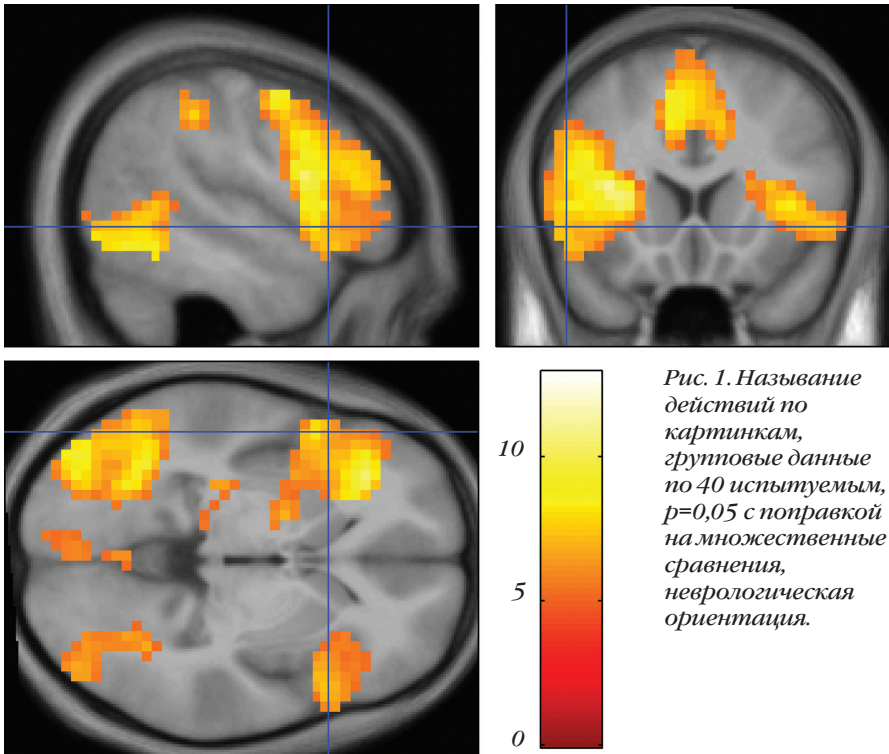 10
5
0
Рис. 1. Называние
действий по
картинкам,
групповые данные
по 40 испытуемым,
p=0,05 с поправкой
на множественные
сравнения,
неврологическая
ориентация.